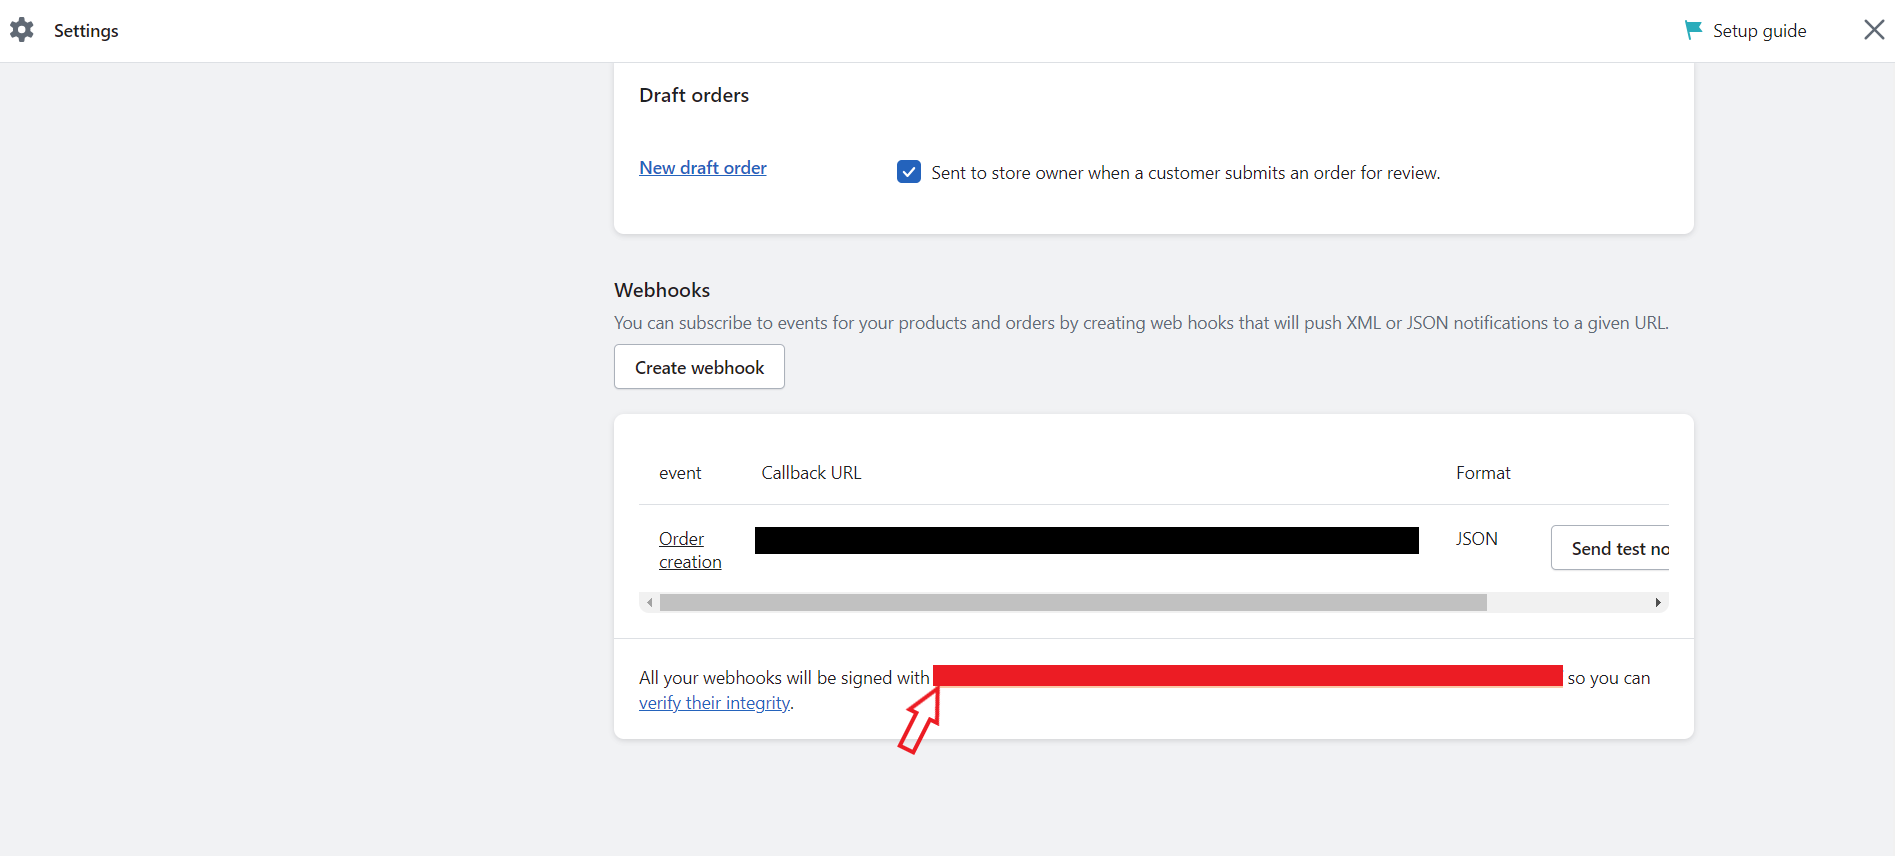 Settings
Setup guide
Draft orders
New draft order
Sent to store owner when a customer submits an order for review.
Webhooks
You can subscribe to events for your products and orders by creating web hooks that will push XML or JSON notifications to a given URL.
Create webhook
event Callback URL Format
Order JSON
creation
Send test no
All your webhooks will be signed with so you can
verify their integrity.